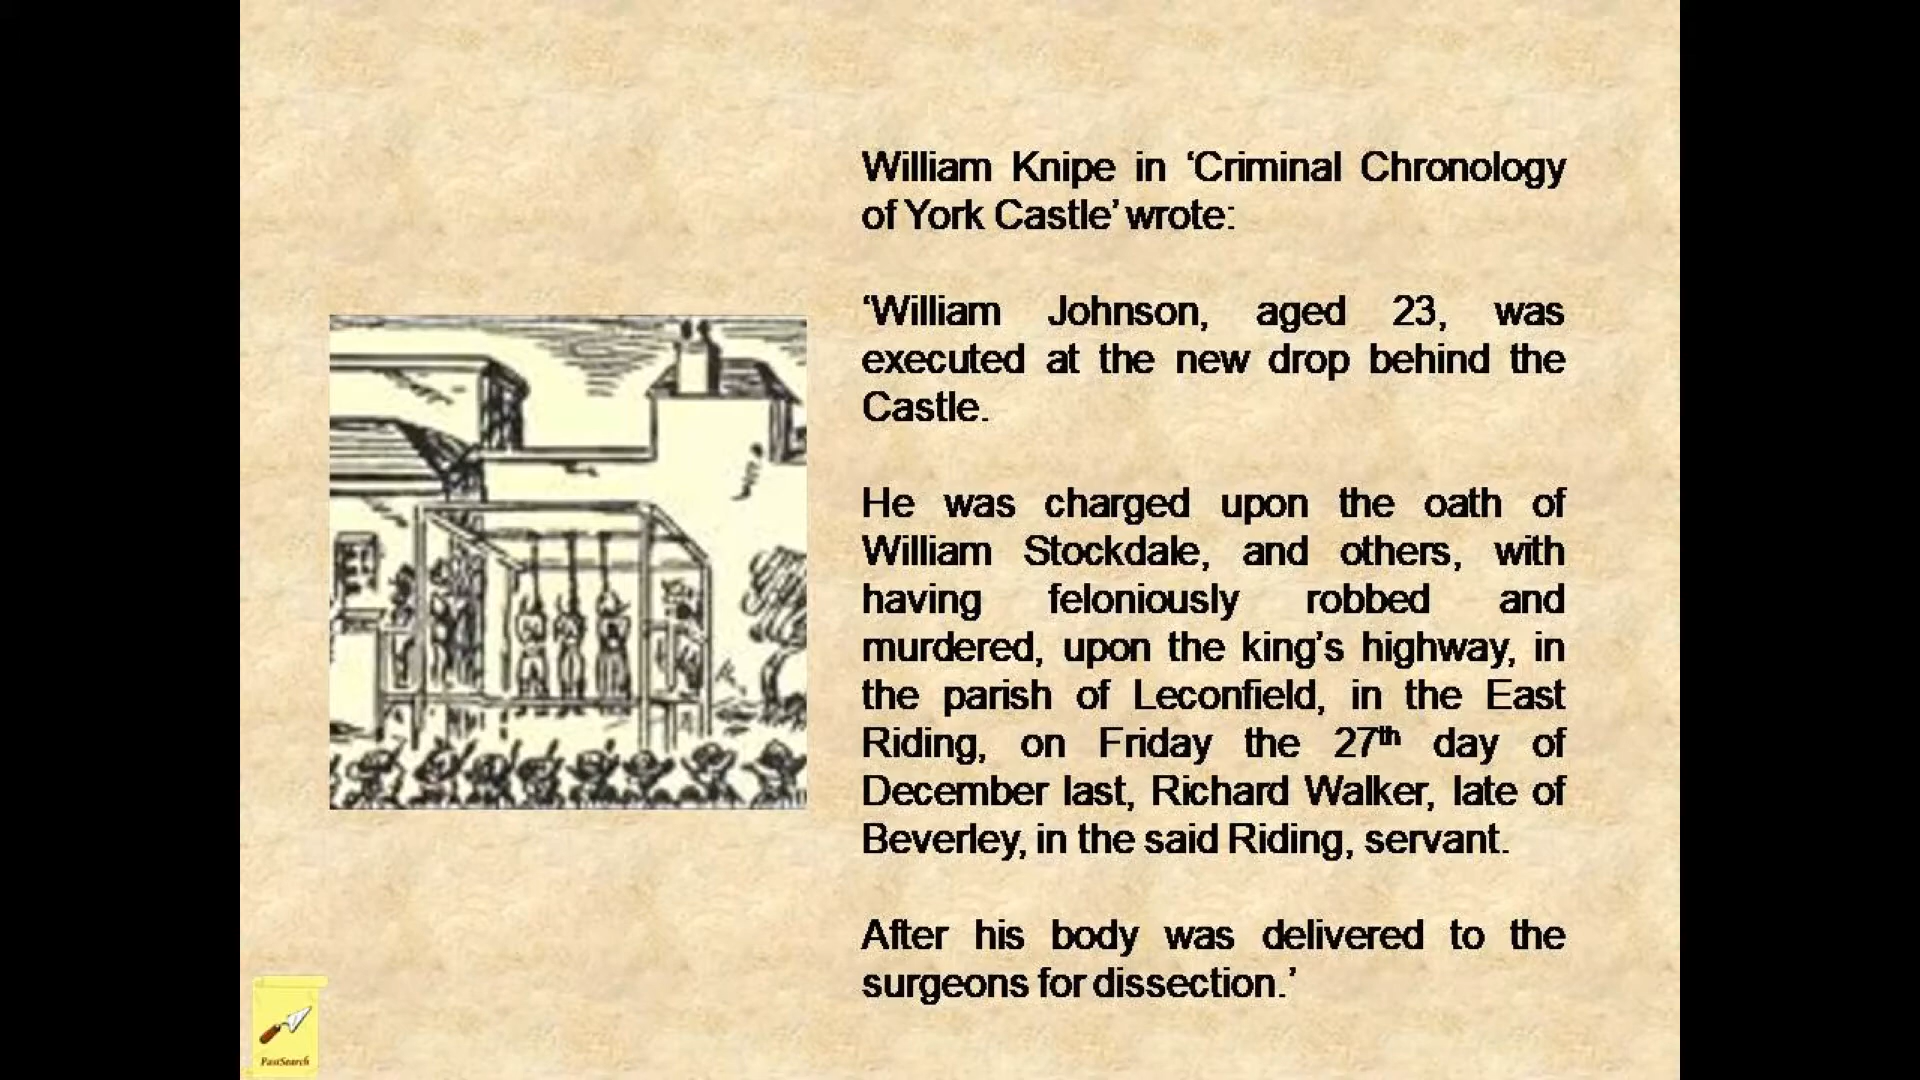 William Knipe in ‘Criminal Chronology
of York Castle’ wrote:
‘William Johnson, aged 23, was
executed at the new drop behind the
Castle.
He was charged upon the oath of
William Stockdale, and others, with
having feloniously robbed and
murdered, upon the king’s highway, in
the parish of Leconfield, in the East
Riding, on Friday the 27th day of
December last, Richard Walker, late of
Beverley, in the said Riding, servant.
After his body was delivered to the
surgeons for dissection.’
PastSearch